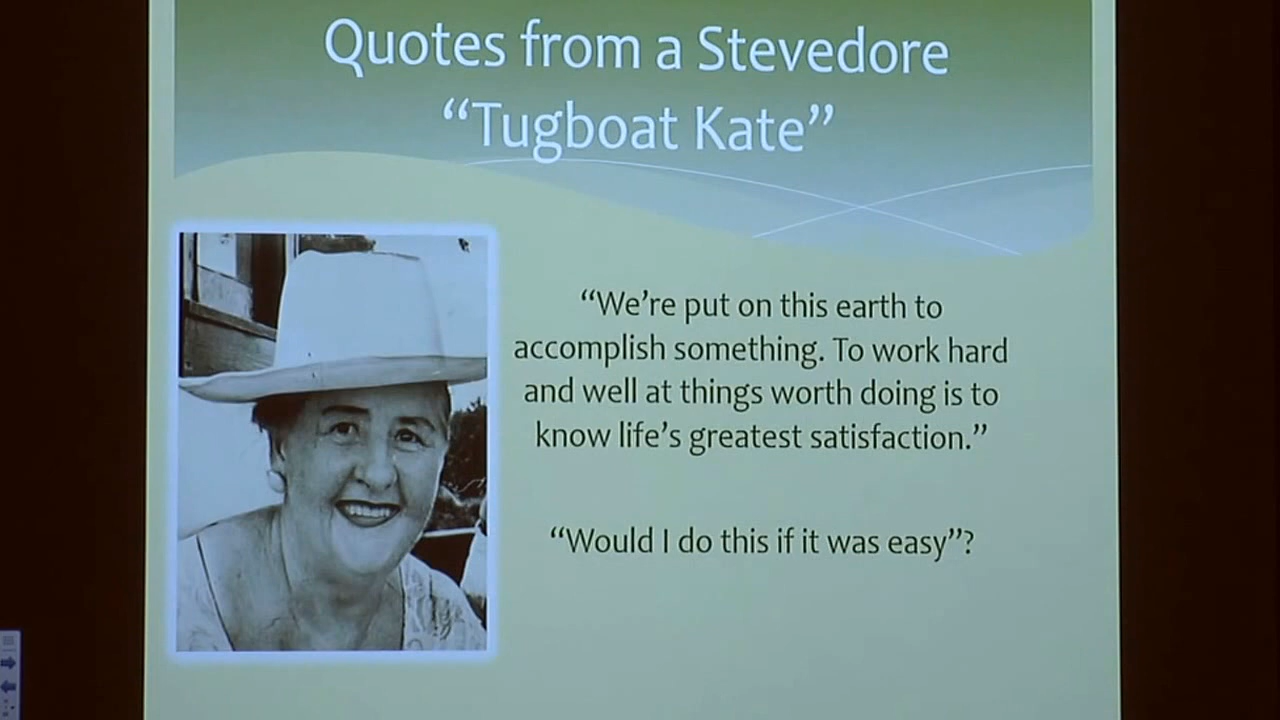 Quotes from a Stevedore
“Tugboat Kate”
“We’re put on this earth to
accomplish something. To work hard
and well at things worth doing is to
know life’s greatest satisfaction.”
“Would I do this if it was easy”?